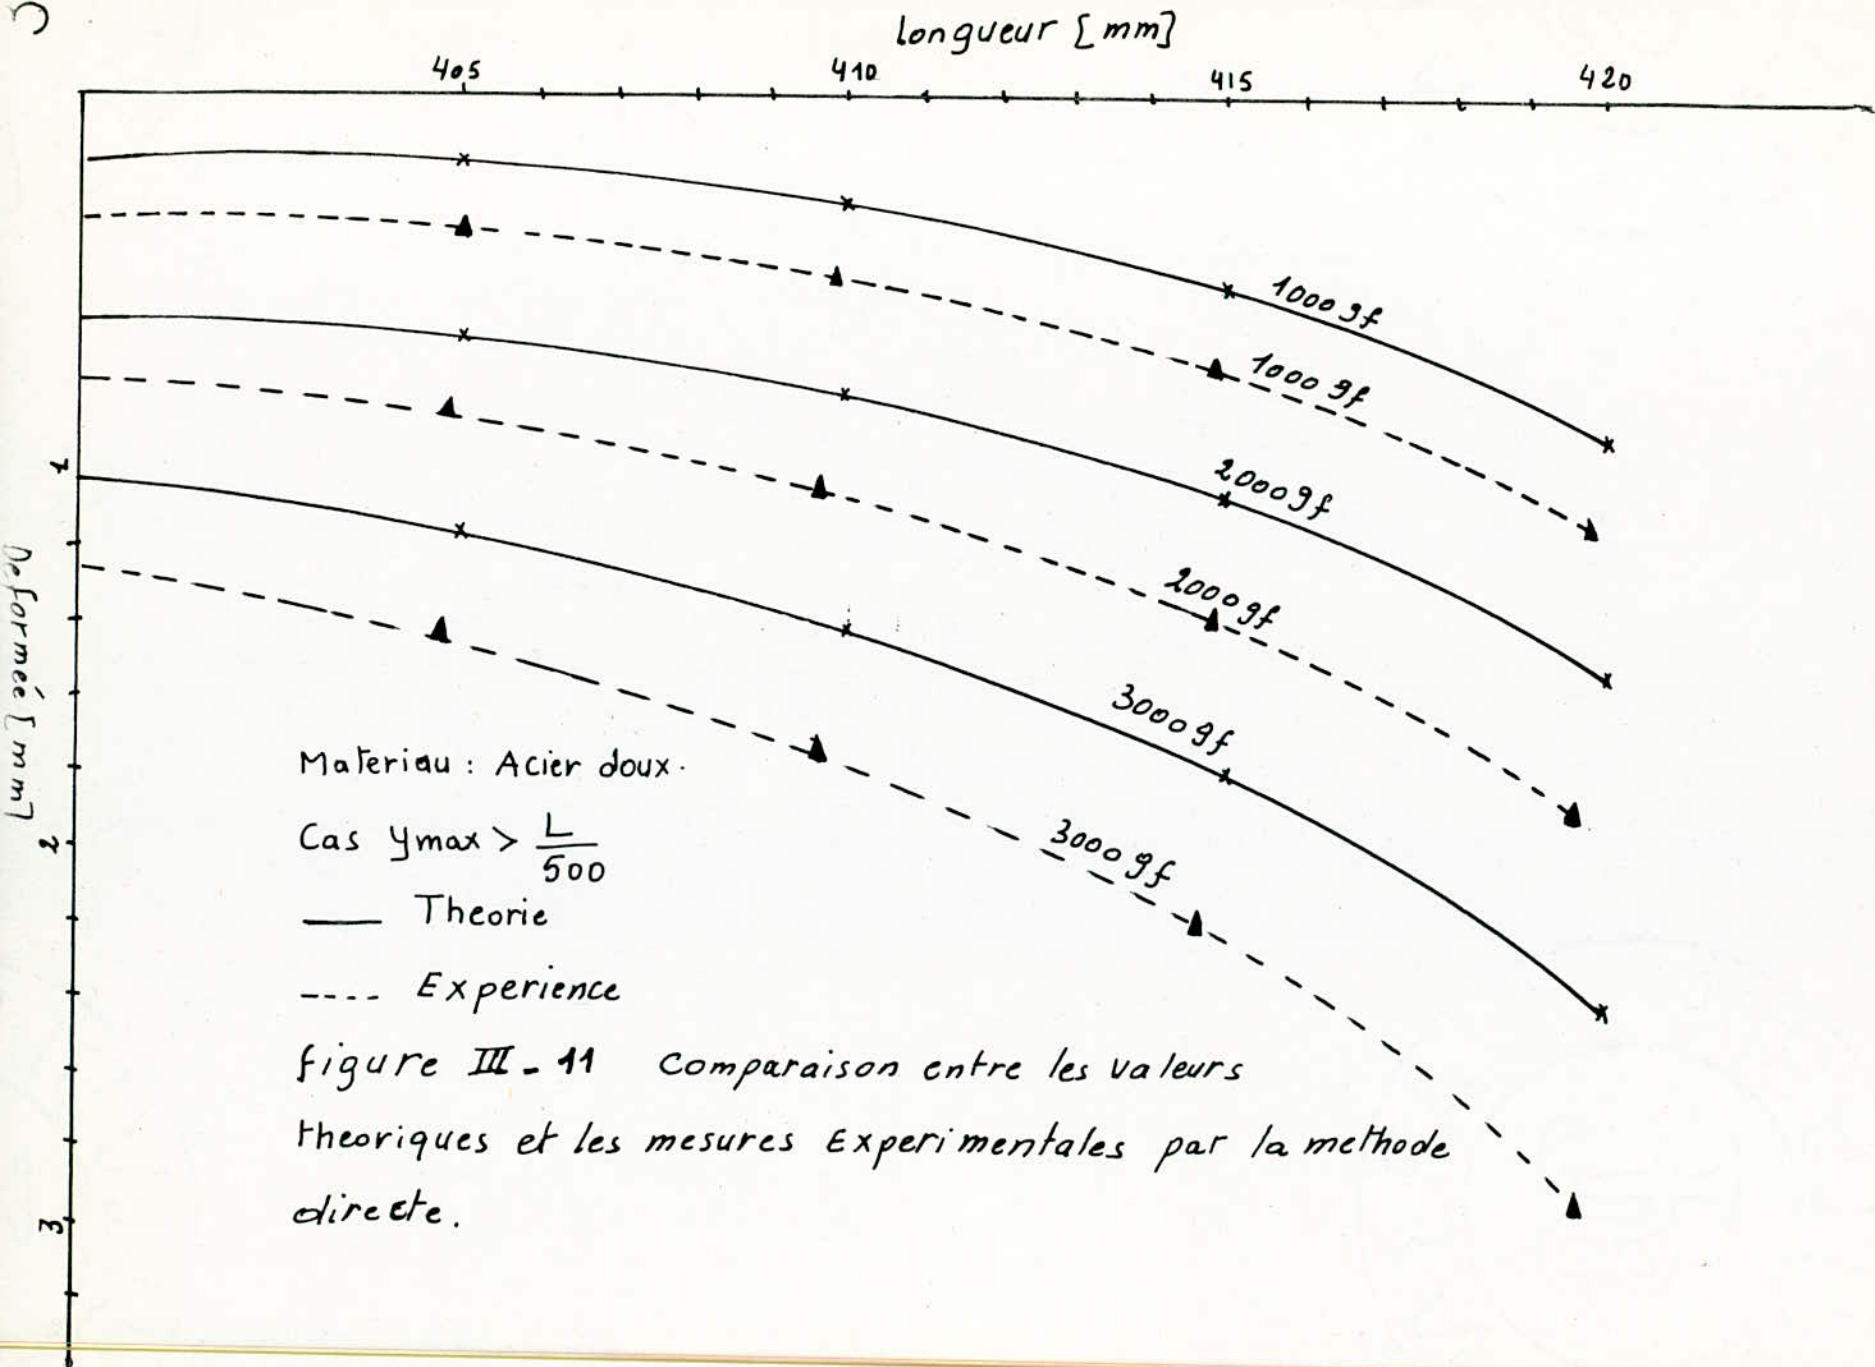 longueur [mm]
405 410 415 420
1000 gf
1000 gf
2000 gf
2000 gf
3000 gf
3000 gf
1
2
3
Deformeé [mm]
Materiau : Acier doux.
Cas ymax > L/500
Theorie
Experience
figure III - 11 Comparaison entre les valeurs
theoriques et les mesures Experimentales par la methode
directe.